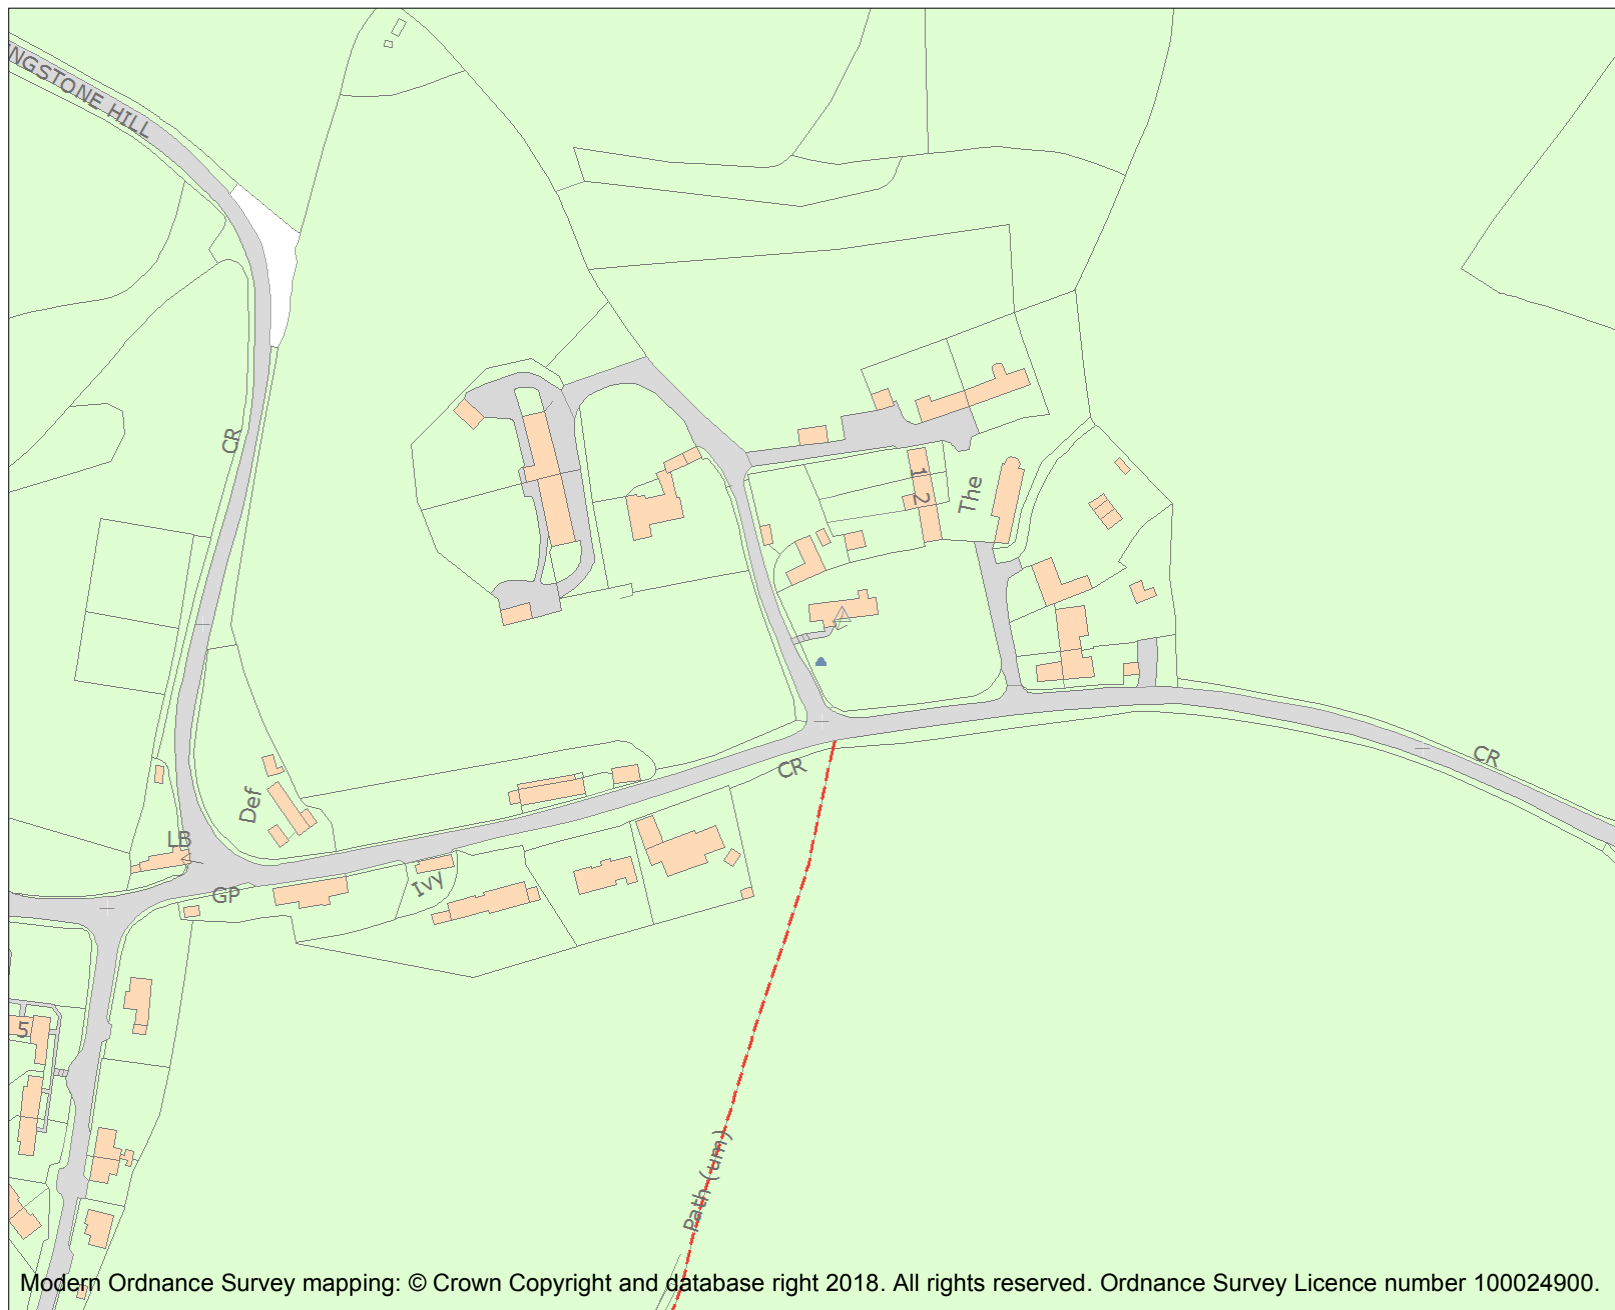 NGSTONE HILL
CR
The
1
2
CR
CR
Def
LB
GP
Ivy
5
Path (um)
Modern Ordnance Survey mapping: © Crown Copyright and database right 2018. All rights reserved. Ordnance Survey Licence number 100024900.